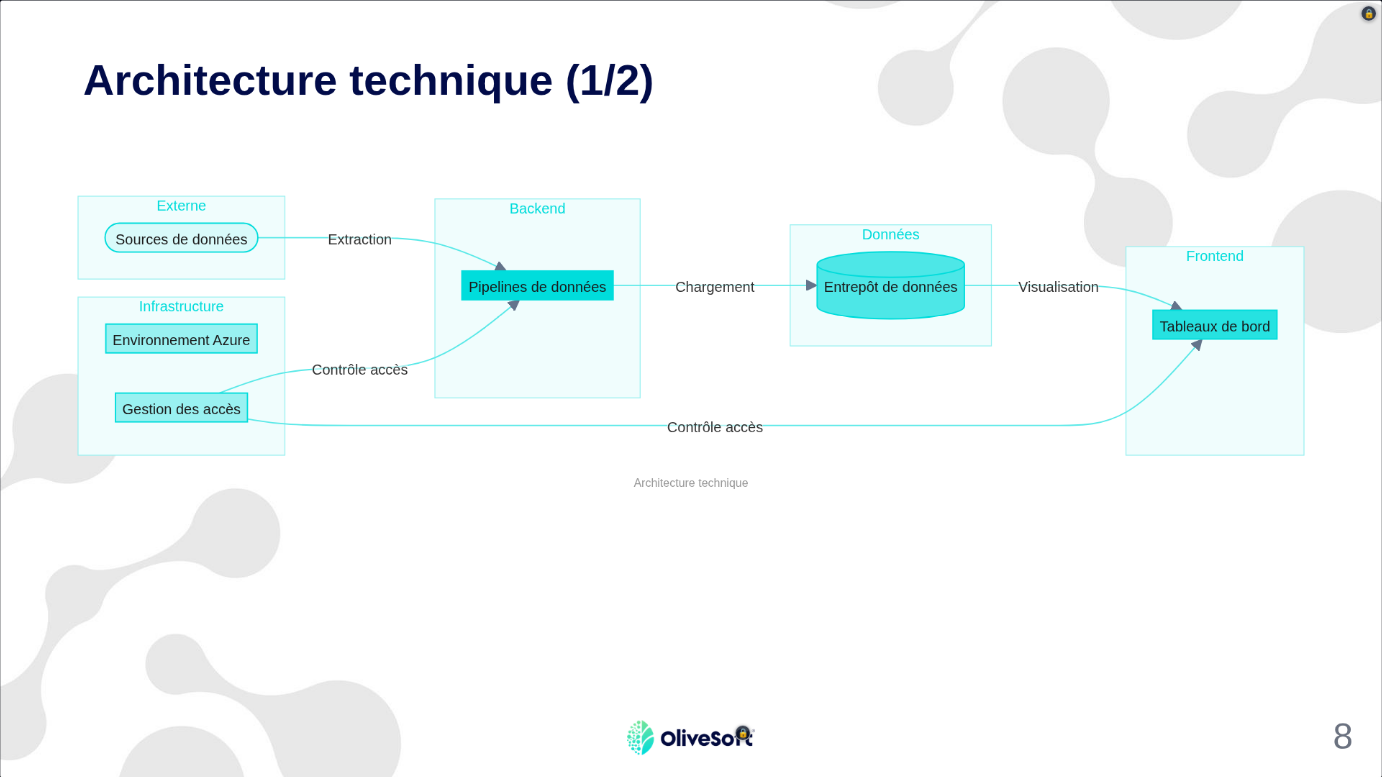 Architecture technique (1/2)
Externe
Sources de données
Extraction
Infrastructure
Environnement Azure
Gestion des accès
Contrôle accès
Backend
Pipelines de données
Chargement
Données
Entrepôt de données
Visualisation
Frontend
Tableaux de bord
Contrôle accès
Architecture technique
OliveSoft
8